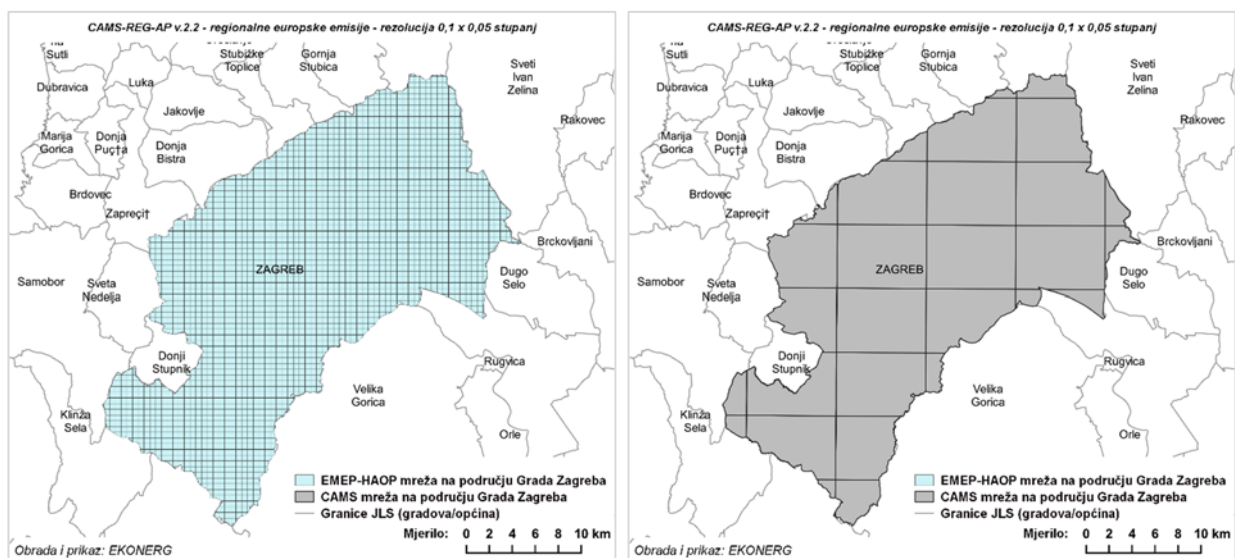 CAMS-REG-AP v.2.2 - regionalne europske emisije - rezolucija 0,1 x 0,05 stupanj
Sutli
Stubičke
Toplice
Gornja
Stubica
Sveti
Ivan
Zelina
Dubravica
Luka
Jakovlje
Rakovec
Marija
Gorica
Donja
Puç†a
Donja
Bistra
Brdovec
Zapreçi†
Brckovljani
Samobor
Sveta
Nedelja
ZAGREB
Dugo
Selo
Donji
Stupnik
Rugvica
Velika
Gorica
Klinža
Sela
Orle
EMEP-HAOP mreža na području Grada Zagreba
CAMS mreža na području Grada Zagreba
Granice JLS (gradova/općina)
Mjerilo: 0 2 4 6 8 10 km
Obrada i prikaz: EKONERG
CAMS-REG-AP v.2.2 - regionalne europske emisije - rezolucija 0,1 x 0,05 stupanj
Sutli
Stubičke
Toplice
Gornja
Stubica
Sveti
Ivan
Zelina
Dubravica
Luka
Jakovlje
Rakovec
Marija
Gorica
Donja
Puç†a
Donja
Bistra
Brdovec
Zapreçi†
Brckovljani
Samobor
Sveta
Nedelja
ZAGREB
Dugo
Selo
Donji
Stupnik
Rugvica
Velika
Gorica
Klinža
Sela
Orle
EMEP-HAOP mreža na području Grada Zagreba
CAMS mreža na području Grada Zagreba
Granice JLS (gradova/općina)
Mjerilo: 0 2 4 6 8 10 km
Obrada i prikaz: EKONERG